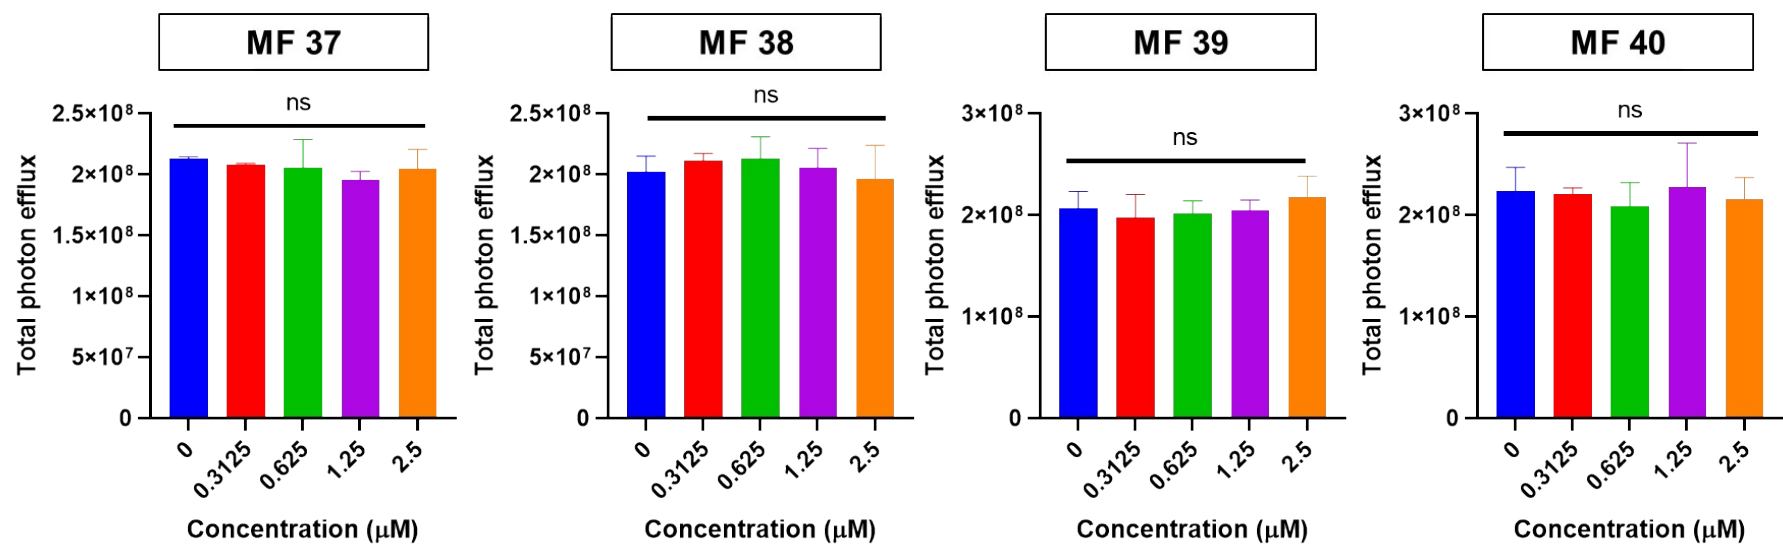 MF 37
ns
2.5×10⁸
2×10⁸
1.5×10⁸
1×10⁸
5×10⁷
0
Total photon efflux
0
0.3125
0.625
1.25
2.5
Concentration (μM)
MF 38
ns
2.5×10⁸
2×10⁸
1.5×10⁸
1×10⁸
5×10⁷
0
Total photon efflux
0
0.3125
0.625
1.25
2.5
Concentration (μM)
MF 39
ns
3×10⁸
2×10⁸
1×10⁸
0
Total photon efflux
0
0.3125
0.625
1.25
2.5
Concentration (μM)
MF 40
ns
3×10⁸
2×10⁸
1×10⁸
0
Total photon efflux
0
0.3125
0.625
1.25
2.5
Concentration (μM)